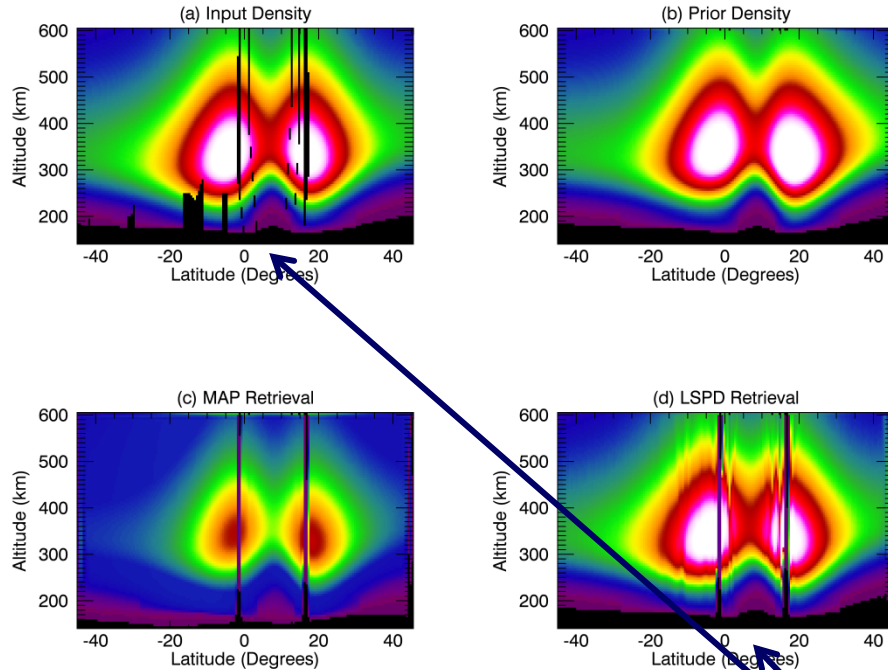 (a) Input Density
600
500
400
300
200
Altitude (km)
-40 -20 0 20 40
Latitude (Degrees)
(b) Prior Density
600
500
400
300
200
Altitude (km)
-40 -20 0 20 40
Latitude (Degrees)
(c) MAP Retrieval
600
500
400
300
200
Altitude (km)
-40 -20 0 20 40
Latitude (Degrees)
(d) LSPD Retrieval
600
500
400
300
200
Altitude (km)
-40 -20 0 20 40
Latitude (Degrees)